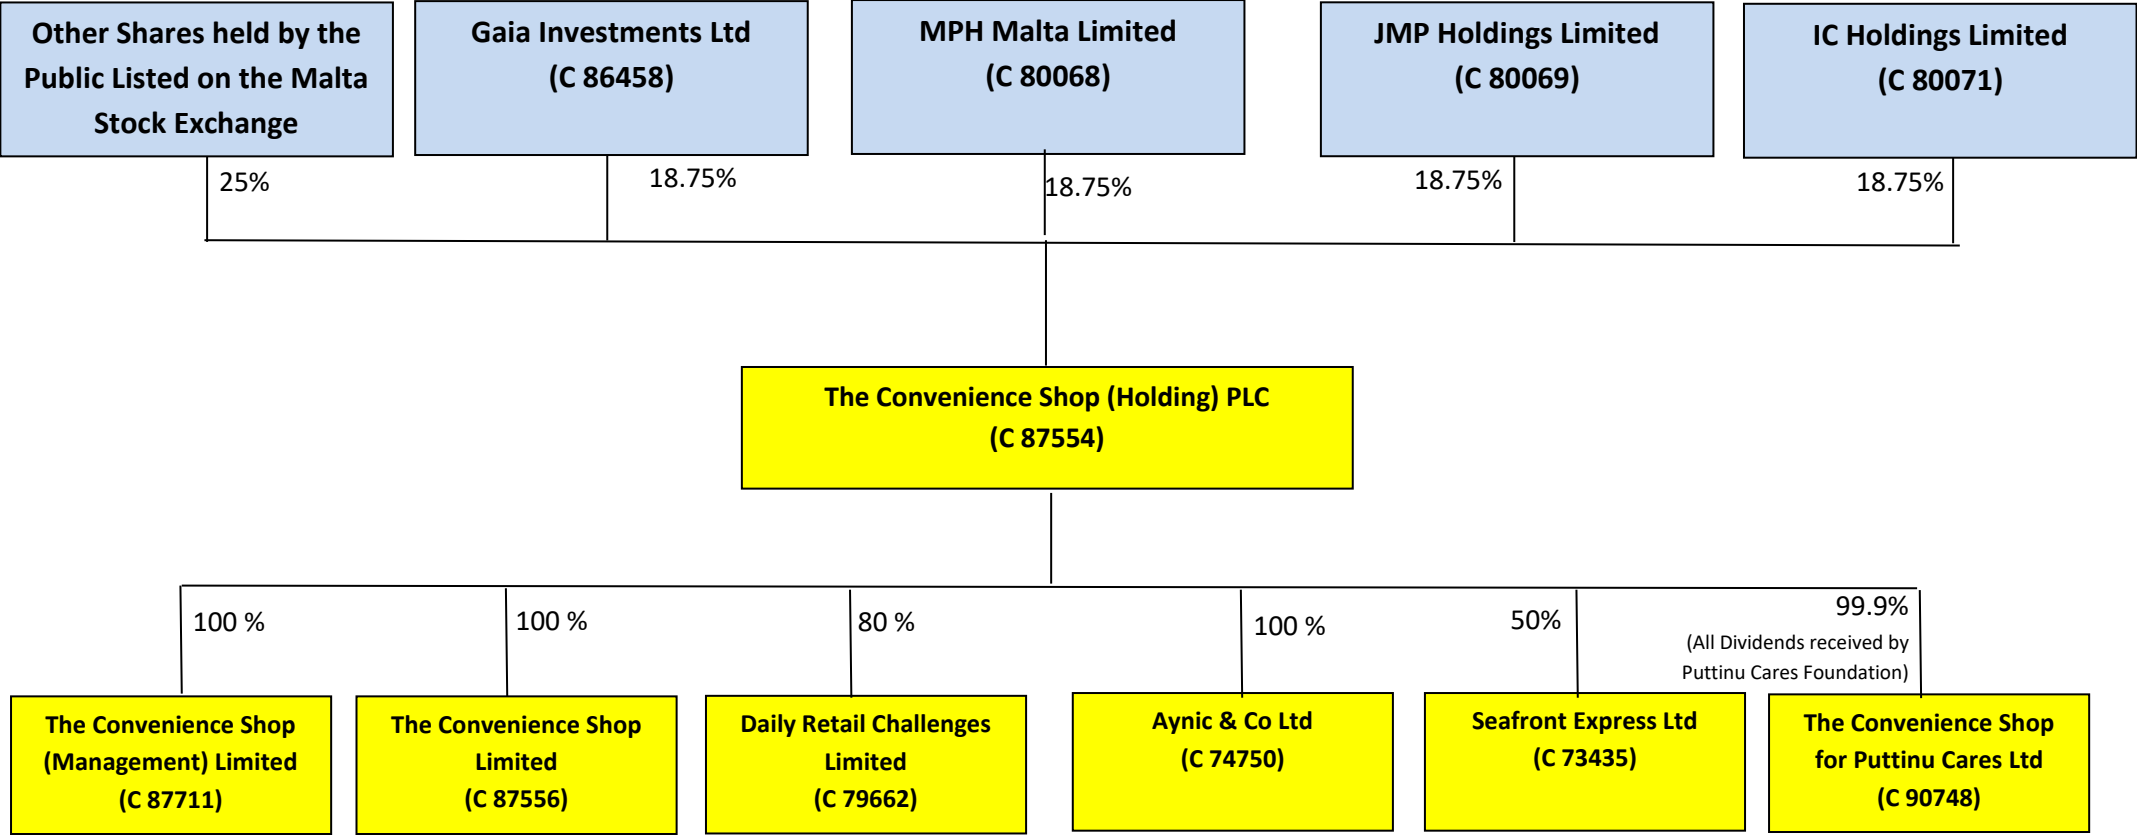 Other Shares held by the
Public Listed on the Malta
Stock Exchange
Gaia Investments Ltd
(C 86458)
MPH Malta Limited
(C 80068)
JMP Holdings Limited
(C 80069)
IC Holdings Limited
(C 80071)
25%
18.75%
18.75%
18.75%
18.75%
The Convenience Shop (Holding) PLC
(C 87554)
100 %
100 %
80 %
100 %
50%
99.9%
(All Dividends received by
Puttinu Cares Foundation)
The Convenience Shop
(Management) Limited
(C 87711)
The Convenience Shop
Limited
(C 87556)
Daily Retail Challenges
Limited
(C 79662)
Aynic & Co Ltd
(C 74750)
Seafront Express Ltd
(C 73435)
The Convenience Shop
for Puttinu Cares Ltd
(C 90748)